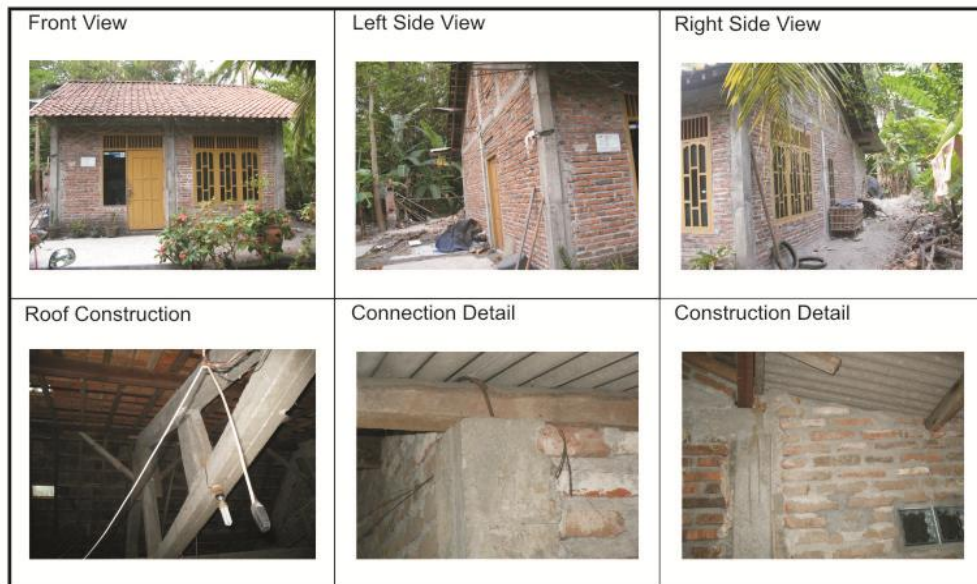 Front View
Left Side View
Right Side View
Roof Construction
Connection Detail
Construction Detail